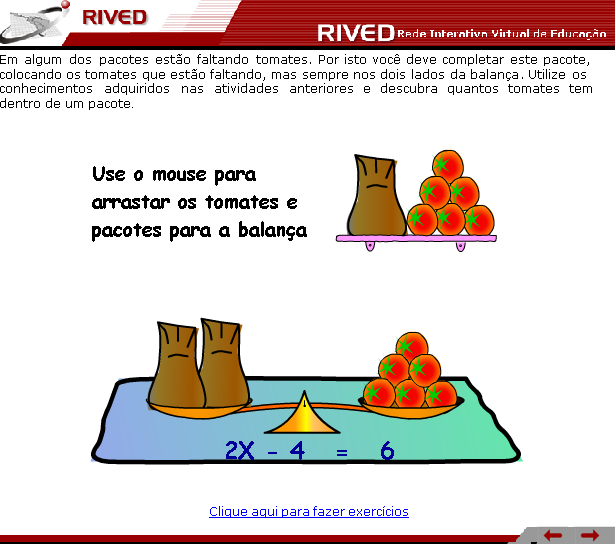 RIVED
RIVED Rede Interativa Virtual de Educação
Em algum dos pacotes estão faltando tomates. Por isto você deve completar este pacote,
colocando os tomates que estão faltando, mas sempre nos dois lados da balança. Utilize os
conhecimentos adquiridos nas atividades anteriores e descubra quantos tomates tem
dentro de um pacote.
Use o mouse para
arrastar os tomates e
pacotes para a balança
2X - 4 = 6
Clique aqui para fazer exercícios